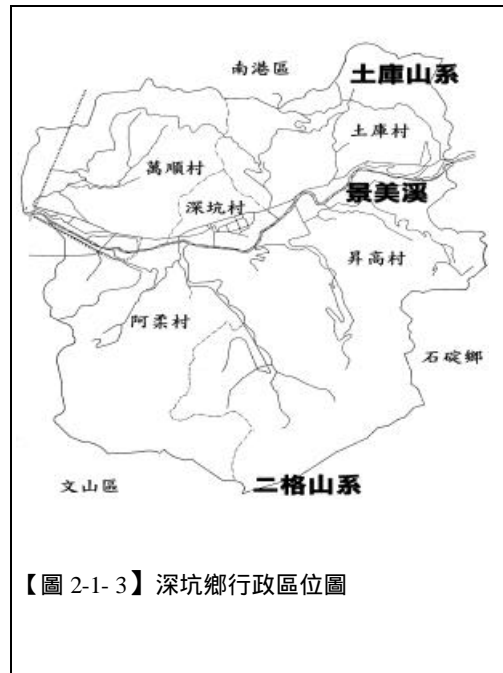 南港區
土庫山系
土庫村
萬順村
景美溪
深坑村
昇高村
阿柔村
石碇鄉
文山區
二格山系
【圖 2-1- 3】深坑鄉行政區位圖